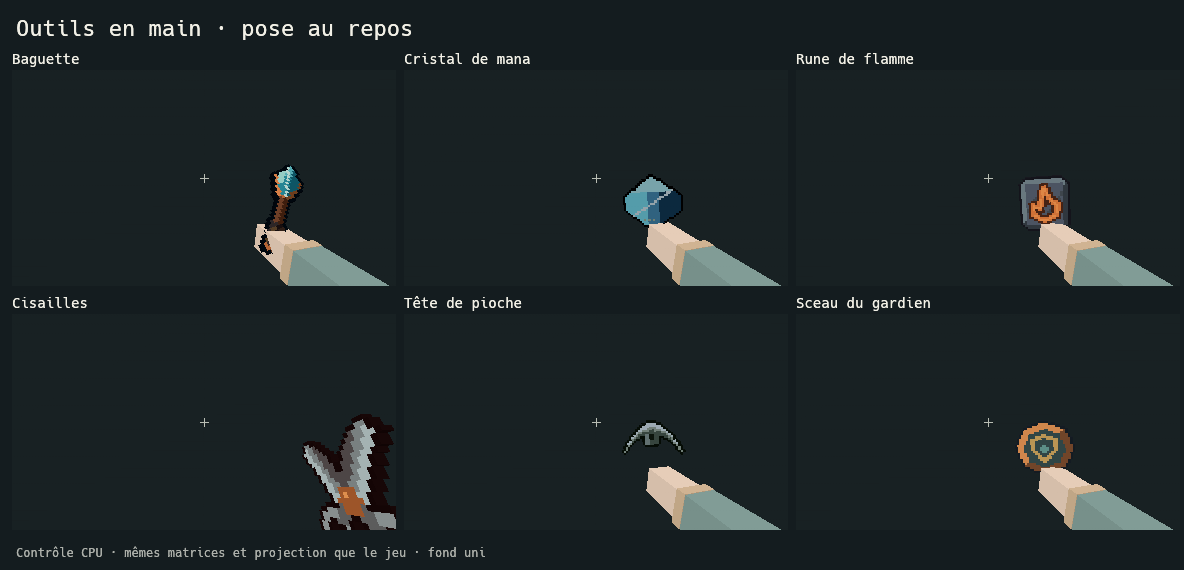 Outils en main · pose au repos
Baguette
Cristal de mana
Rune de flamme
Cisailles
Tête de pioche
Sceau du gardien
Contrôle CPU · mêmes matrices et projection que le jeu · fond uni